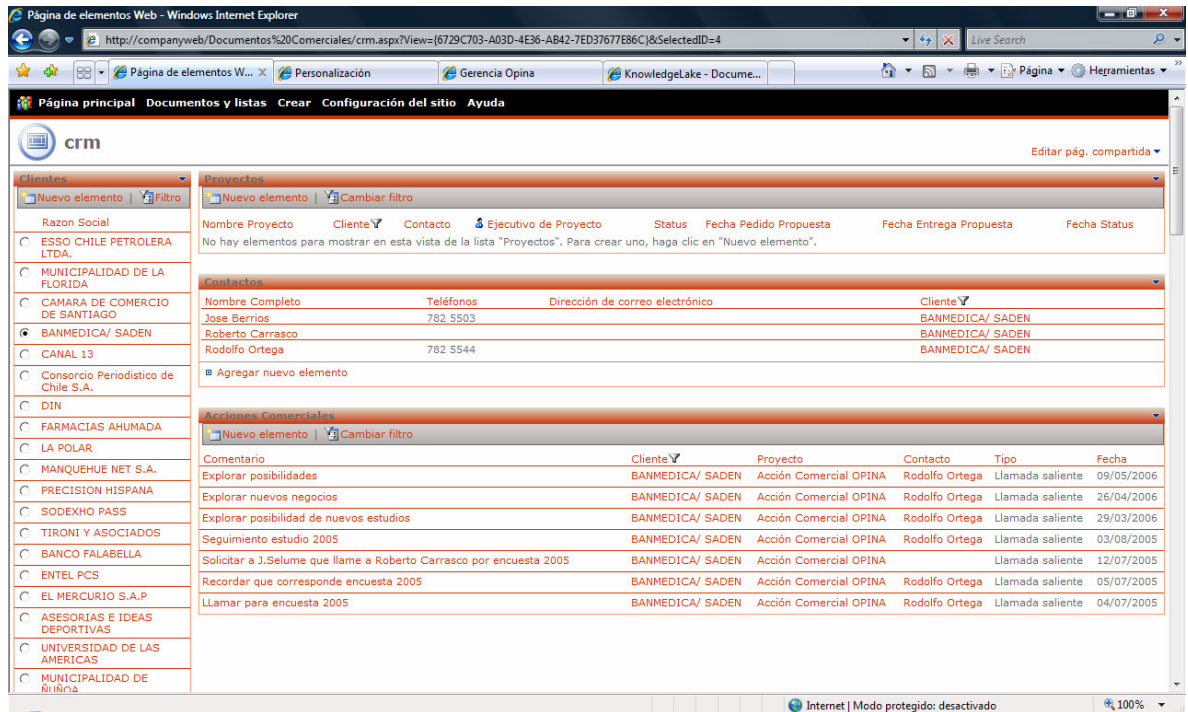 Página de elementos Web - Windows Internet Explorer
http://companyweb/Documentos%20Comerciales/crm.aspx?View={6729C703-A03D-4E36-AB42-7ED37677E86C}&SelectedID=4
Live Search
Página de elementos W... Personalización Gerencia Opina KnowledgeLake - Docume... Página Herramientas
Página principal Documentos y listas Crear Configuración del sitio Ayuda
crm
Editar pág. compartida
Clientes
Nuevo elemento | Filtro
Razon Social
ESSO CHILE PETROLERA
LTDA.
MUNICIPALIDAD DE LA
FLORIDA
CAMARA DE COMERCIO
DE SANTIAGO
BANMEDICA/ SADEN
CANAL 13
Consorcio Periodistico de
Chile S.A.
DIN
FARMACIAS AHUMADA
LA POLAR
MANQUEHUE NET S.A.
PRECISION HISPANA
SODEXHO PASS
TIRONI Y ASOCIADOS
BANCO FALABELLA
ENTEL PCS
EL MERCURIO S.A.P
ASESORIAS E IDEAS
DEPORTIVAS
UNIVERSIDAD DE LAS
AMERICAS
MUNICIPALIDAD DE
ÑUÑOA
Proyectos
Nuevo elemento | Cambiar filtro
Nombre Proyecto Cliente Contacto Ejecutivo de Proyecto Status Fecha Pedido Propuesta Fecha Entrega Propuesta Fecha Status
No hay elementos para mostrar en esta vista de la lista "Proyectos". Para crear uno, haga clic en "Nuevo elemento".
Contactos
Nombre Completo Teléfonos Dirección de correo electrónico Cliente
Jose Berrios 782 5503 BANMEDICA/ SADEN
Roberto Carrasco BANMEDICA/ SADEN
Rodolfo Ortega 782 5544 BANMEDICA/ SADEN
Agregar nuevo elemento
Acciones Comerciales
Nuevo elemento | Cambiar filtro
Comentario Cliente Proyecto Contacto Tipo Fecha
Explorar posibilidades BANMEDICA/ SADEN Acción Comercial OPINA Rodolfo Ortega Llamada saliente 09/05/2006
Explorar nuevos negocios BANMEDICA/ SADEN Acción Comercial OPINA Rodolfo Ortega Llamada saliente 26/04/2006
Explorar posibilidad de nuevos estudios BANMEDICA/ SADEN Acción Comercial OPINA Rodolfo Ortega Llamada saliente 29/03/2006
Seguimiento estudio 2005 BANMEDICA/ SADEN Acción Comercial OPINA Rodolfo Ortega Llamada saliente 03/08/2005
Solicitar a J.Selume que llame a Roberto Carrasco por encuesta 2005 BANMEDICA/ SADEN Acción Comercial OPINA Llamada saliente 12/07/2005
Recordar que corresponde encuesta 2005 BANMEDICA/ SADEN Acción Comercial OPINA Rodolfo Ortega Llamada saliente 05/07/2005
LLamar para encuesta 2005 BANMEDICA/ SADEN Acción Comercial OPINA Rodolfo Ortega Llamada saliente 04/07/2005
Internet | Modo protegido: desactivado 100%